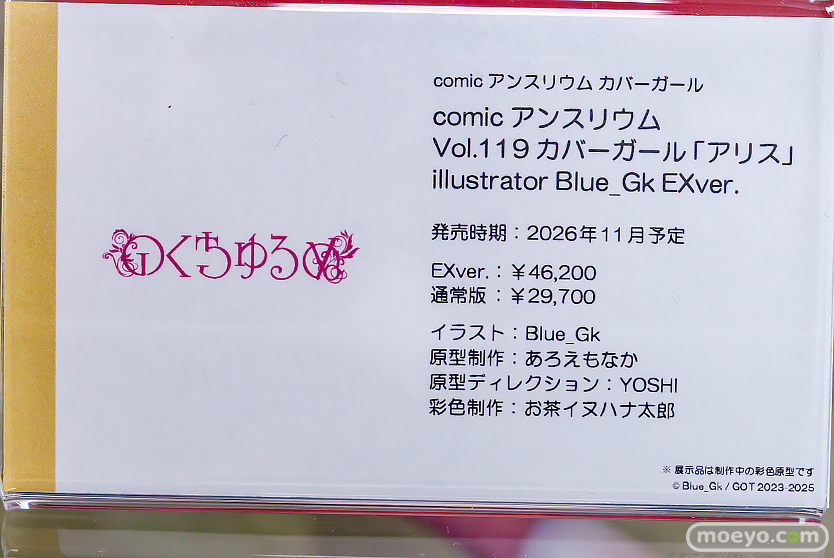 comic アンスリウム カバーガール
comic アンスリウム
Vol.119 カバーガール「アリス」
illustrator Blue_Gk EXver.
発売時期：2026年11月予定
EXver.：￥46,200
通常版：￥29,700
イラスト：Blue_Gk
原型制作：あろえもなか
原型ディレクション：YOSHI
彩色制作：お茶イヌハナ太郎
くちゅるの
※ 展示品は制作中の彩色原型です
© Blue_Gk / GOT 2023-2025
moeyo.com